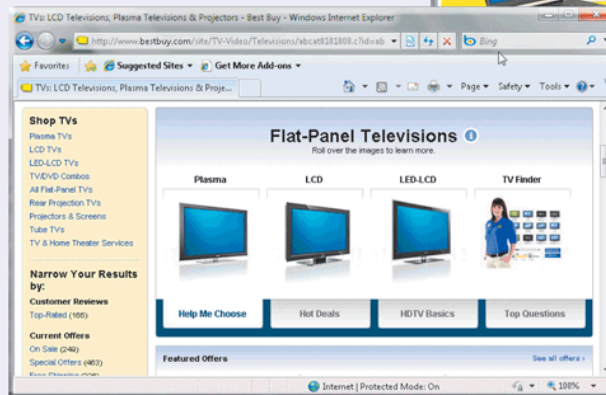 TVs: LCD Televisions, Plasma Televisions & Projectors - Best Buy - Windows Internet Explorer
http://www.bestbuy.com/site/TV-Video/Televisions/abcat0101000.c?id=ab
Bing
Favorites
Suggested Sites
Get More Add-ons
TVs: LCD Televisions, Plasma Televisions & Proje...
Page
Safety
Tools
Shop TVs
Plasma TVs
LCD TVs
LED-LCD TVs
TV/DVD Combos
All Flat-Panel TVs
Rear Projection TVs
Projectors & Screens
Tube TVs
TV & Home Theater Services
Narrow Your Results
by:
Customer Reviews
Top-Rated (166)
Current Offers
On Sale (249)
Special Offers (463)
Free Shipping
Flat-Panel Televisions
Roll over the images to learn more.
Plasma
LCD
LED-LCD
TV Finder
Help Me Choose
Hot Deals
HDTV Basics
Top Questions
Featured Offers
See all offers ›
Internet | Protected Mode: On
100%